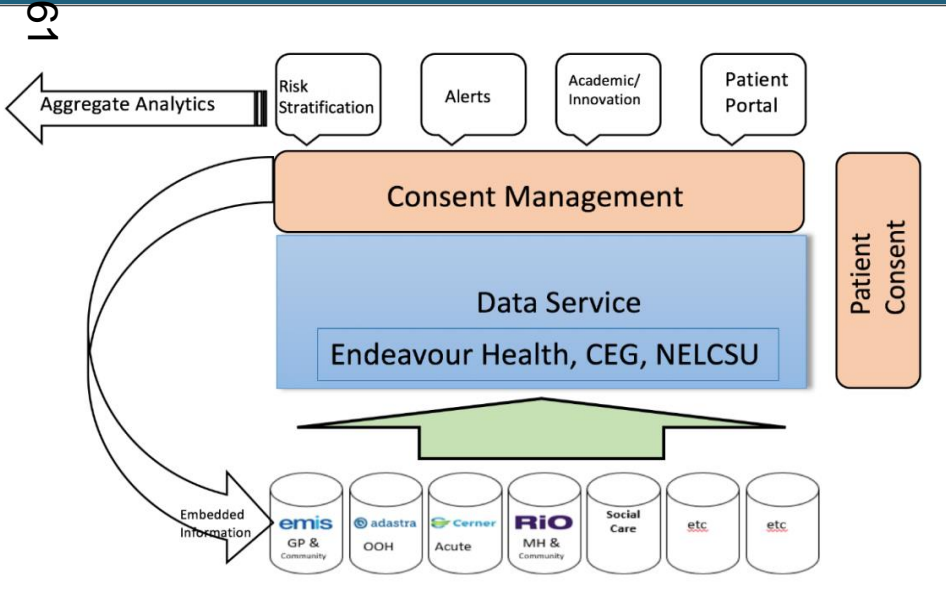 61
Aggregate Analytics
Risk
Stratification
Alerts
Academic/
Innovation
Patient
Portal
Consent Management
Patient
Consent
Data Service
Endeavour Health, CEG, NELCSU
Embedded
Information
emis
GP &
Community
adastra
OOH
Cerner
Acute
RiO
MH &
Community
Social
Care
etc
etc